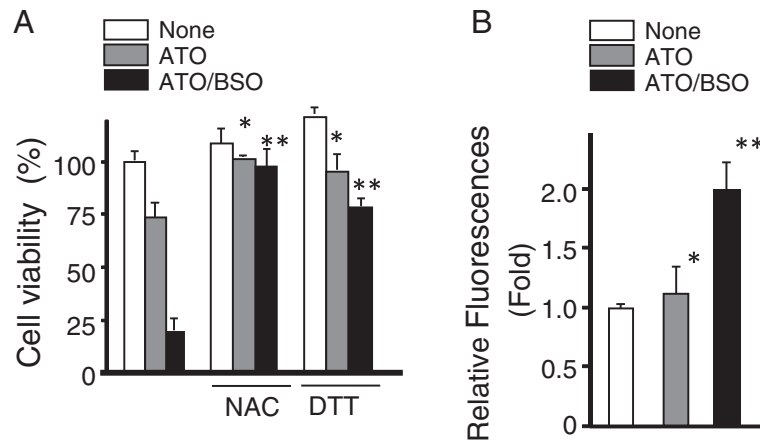 A
None
ATO
ATO/BSO
Cell viability (%)
100
75
50
25
0
* ** * **
NAC DTT
B
None
ATO
ATO/BSO
Relative Fluorescences
(Fold)
2.0
1.5
1.0
0.5
0
* **